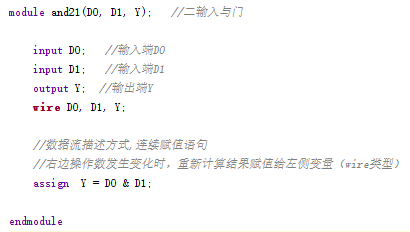 module and21(D0, D1, Y);   //二输入与门
input D0;   //输入端D0
input D1;   //输入端D1
output Y;  //输出端Y
wire D0, D1, Y;
//数据流描述方式,连续赋值语句
//右边操作数发生变化时，重新计算结果赋值给左侧变量（wire类型）
assign  Y = D0 & D1;
endmodule